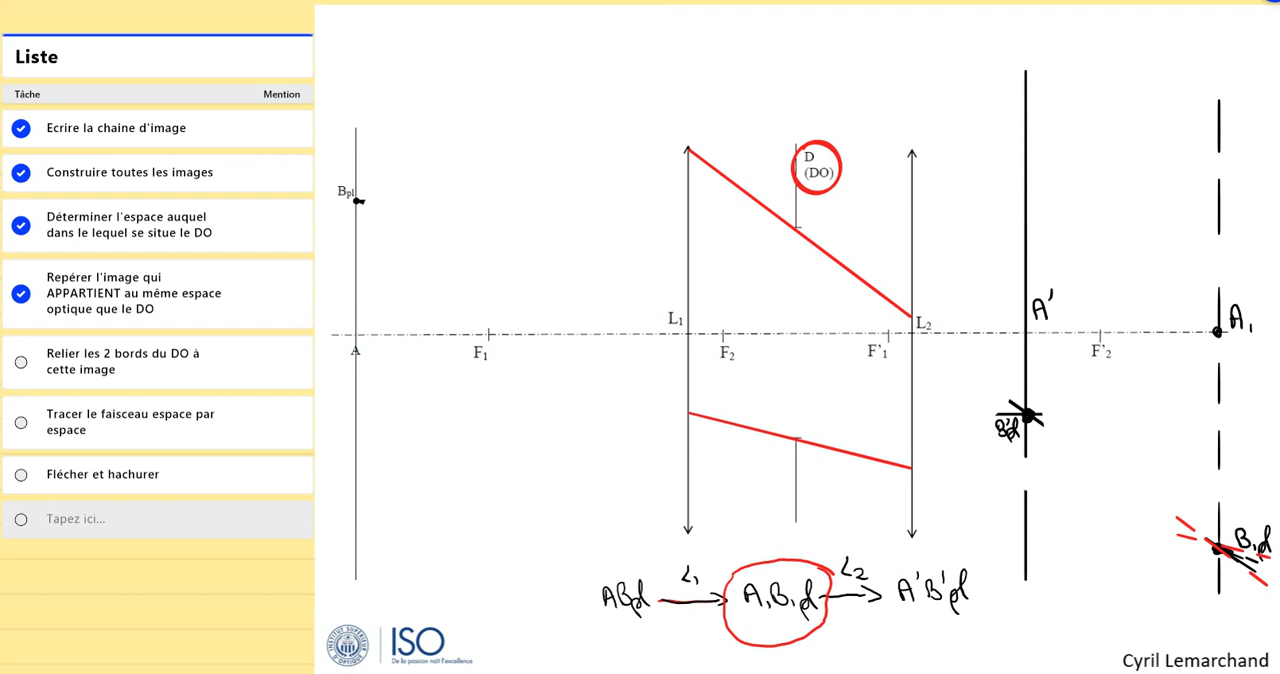 Liste
Tâche Mention
Ecrire la chaine d'image
Construire toutes les images
Déterminer l'espace auquel
dans le lequel se situe le DO
Repérer l'image qui
APPARTIENT au même espace
optique que le DO
Relier les 2 bords du DO à
cette image
Tracer le faisceau espace par
espace
Flécher et hachurer
Tapez ici...
D
(DO)
Bpl
A'
L₁ L₂ A₁
A F₁ F₂ F'₁ F'₂
B'pl
B₁pl
L₁ L₂
ABpl A₁B₁pl A'B'pl
INSTITUT SUPERIEUR
D'OPTIQUE
ISO
De la passion naît l'excellence
Cyril Lemarchand